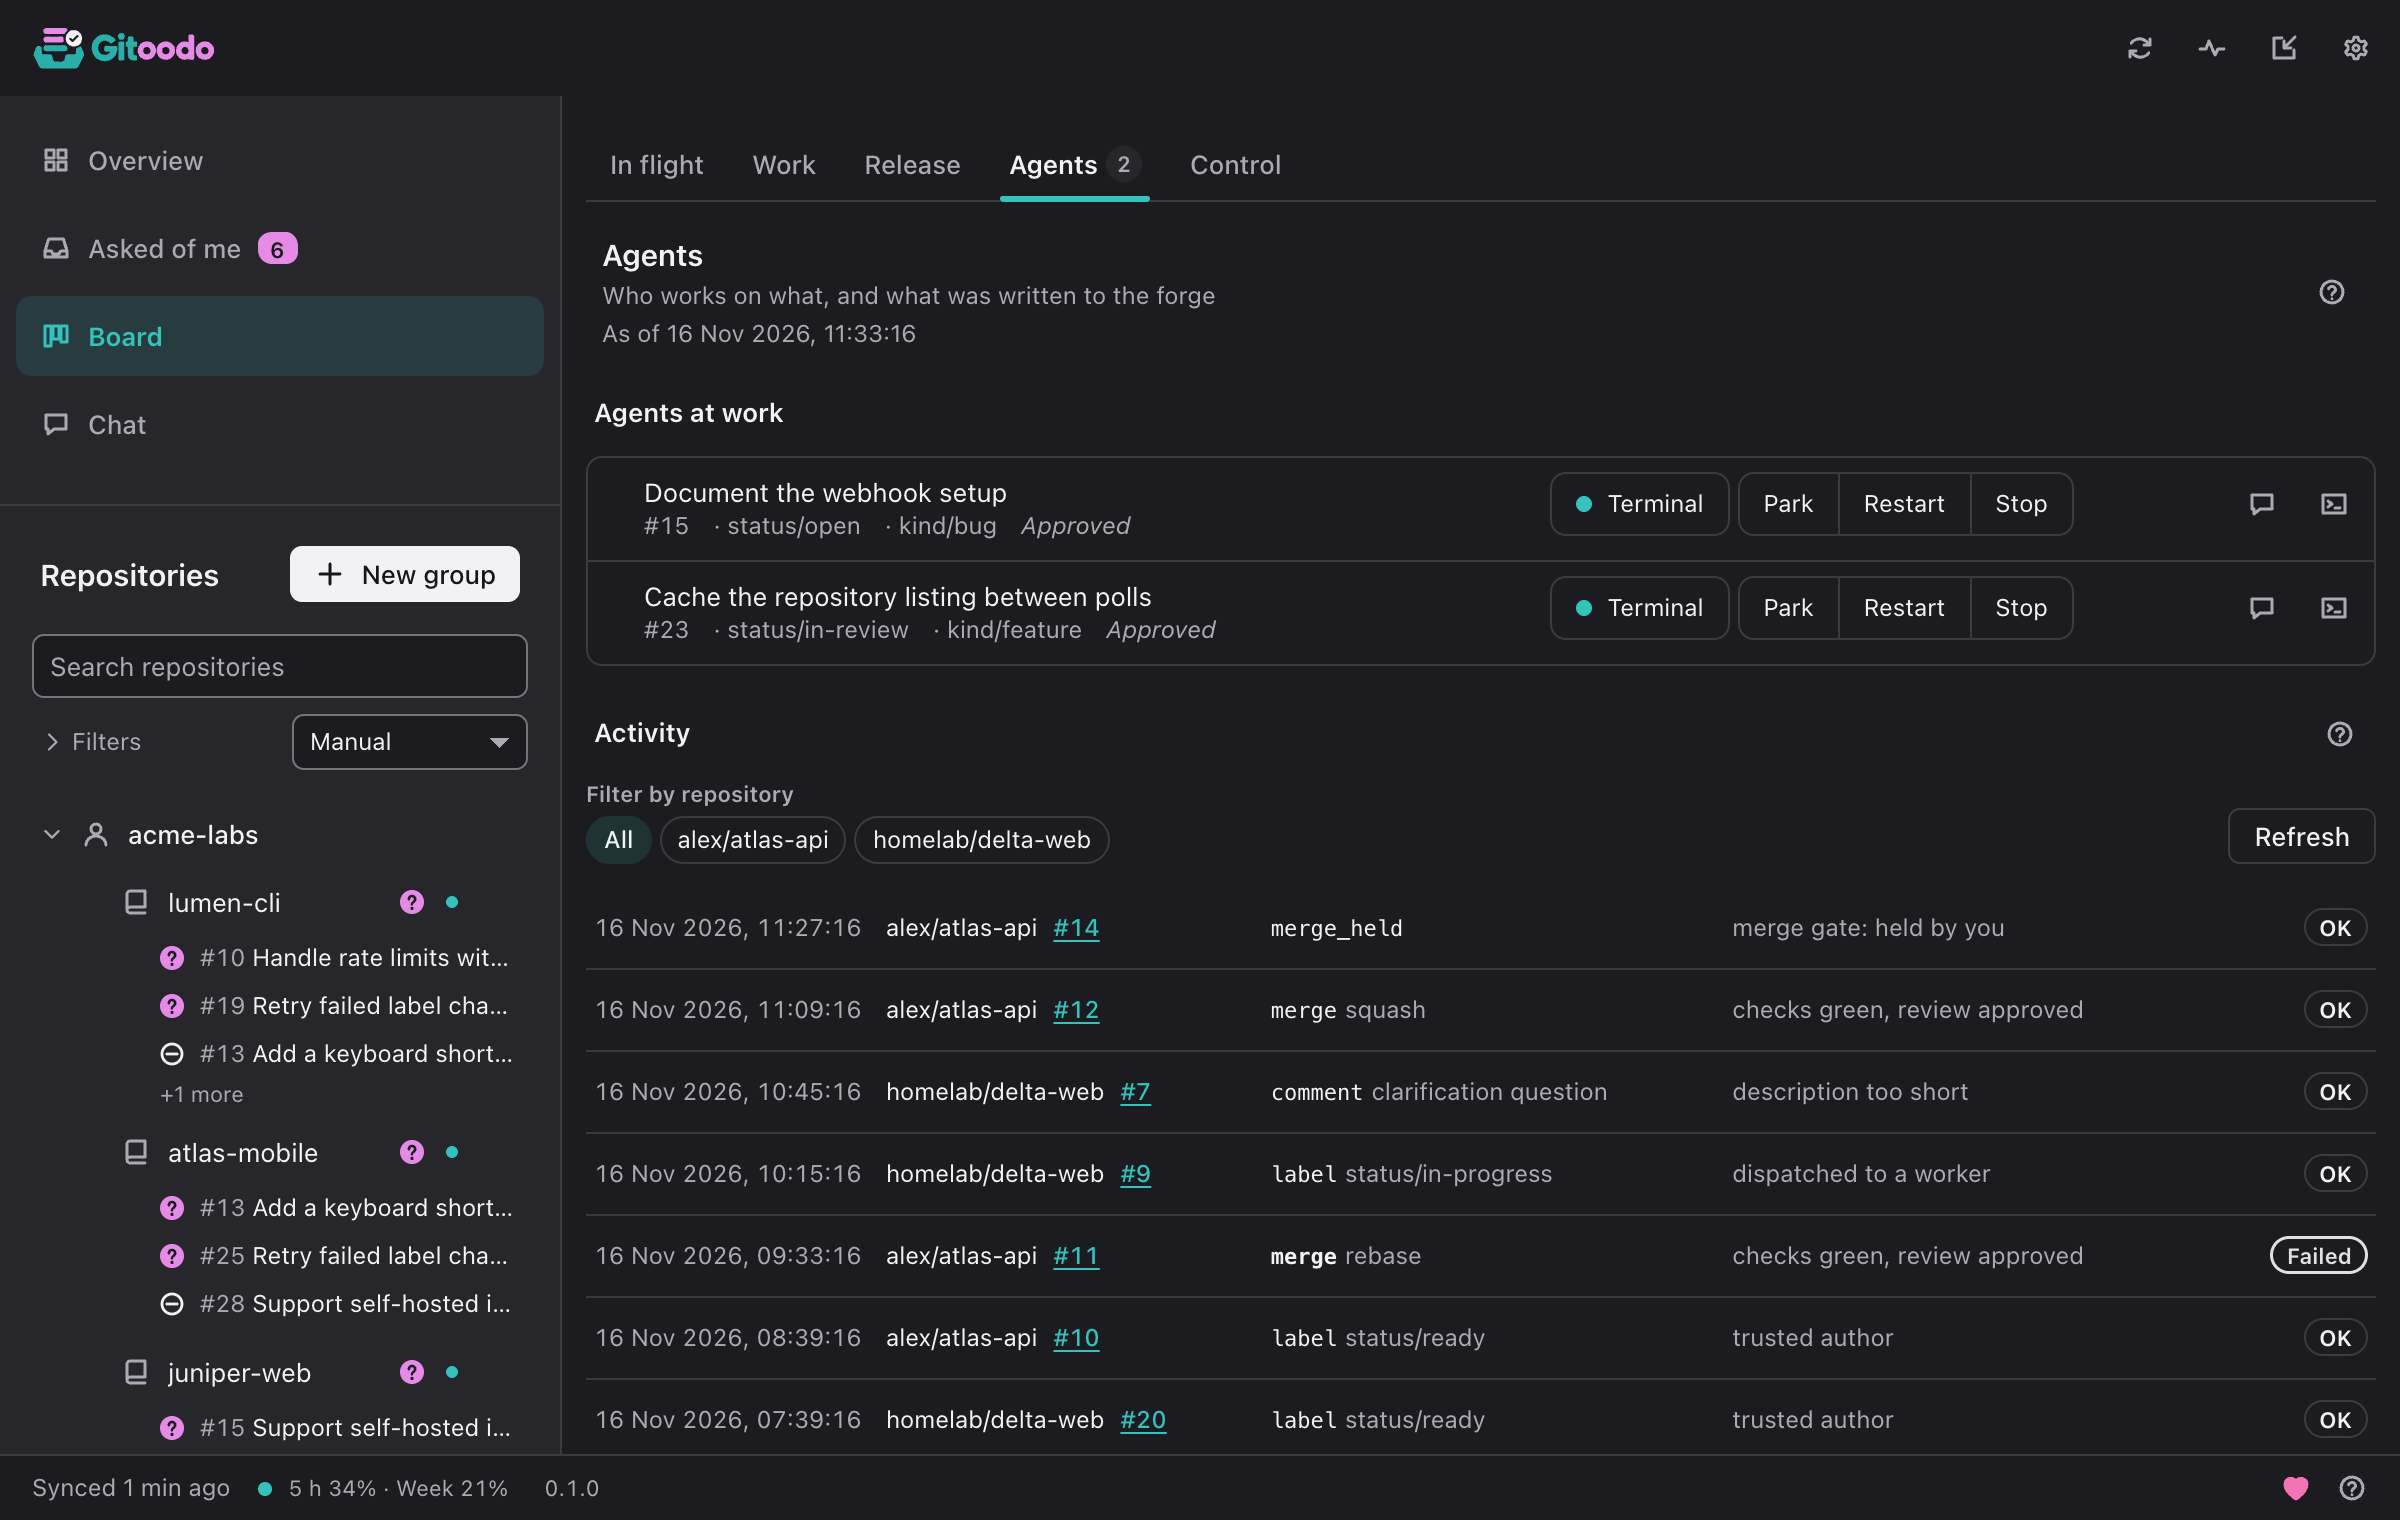 Gitoodo
Overview
Asked of me 6
Board
Chat
Repositories
New group
Search repositories
Filters
Manual
acme-labs
lumen-cli
#10 Handle rate limits wit...
#19 Retry failed label cha...
#13 Add a keyboard short...
+1 more
atlas-mobile
#13 Add a keyboard short...
#25 Retry failed label cha...
#28 Support self-hosted i...
juniper-web
#15 Support self-hosted i...
In flight Work Release Agents 2 Control
Agents
Who works on what, and what was written to the forge
As of 16 Nov 2026, 11:33:16
Agents at work
Document the webhook setup
#15 · status/open · kind/bug Approved
Terminal Park Restart Stop
Cache the repository listing between polls
#23 · status/in-review · kind/feature Approved
Terminal Park Restart Stop
Activity
Filter by repository
All alex/atlas-api homelab/delta-web
Refresh
16 Nov 2026, 11:27:16 alex/atlas-api #14 merge_held merge gate: held by you OK
16 Nov 2026, 11:09:16 alex/atlas-api #12 merge squash checks green, review approved OK
16 Nov 2026, 10:45:16 homelab/delta-web #7 comment clarification question description too short OK
16 Nov 2026, 10:15:16 homelab/delta-web #9 label status/in-progress dispatched to a worker OK
16 Nov 2026, 09:33:16 alex/atlas-api #11 merge rebase checks green, review approved Failed
16 Nov 2026, 08:39:16 alex/atlas-api #10 label status/ready trusted author OK
16 Nov 2026, 07:39:16 homelab/delta-web #20 label status/ready trusted author OK
Synced 1 min ago 5 h 34% · Week 21% 0.1.0